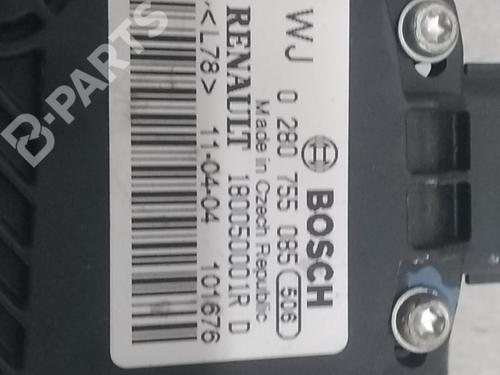 BOSCH
WJ 0 280 755 085 506
Made in Czech Republic
RENAULT 180050001R D
<L78> 11-04-04 101676
B-PARTS